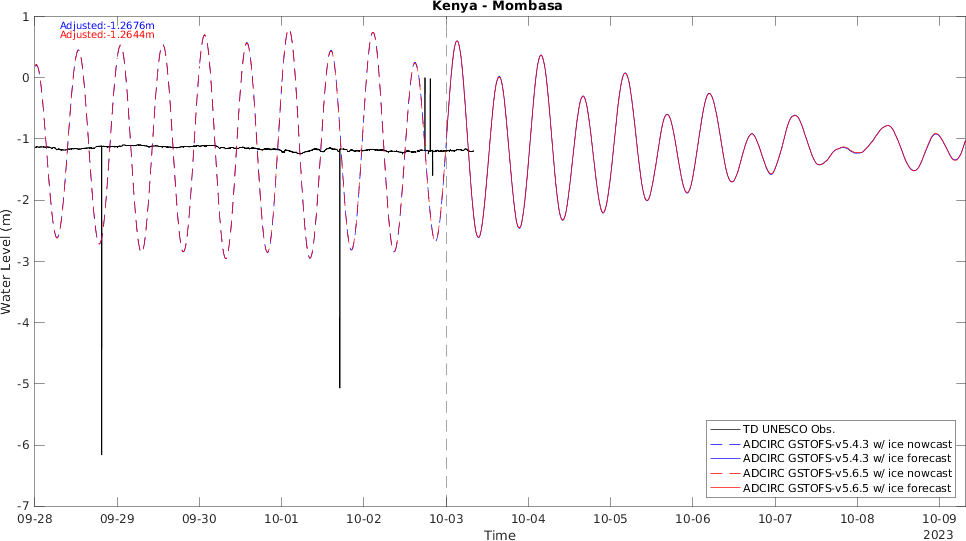 Kenya - Mombasa
Adjusted:-1.2676m
Adjusted:-1.2644m
1
0
-1
-2
-3
-4
-5
-6
-7
Water Level (m)
09-28 09-29 09-30 10-01 10-02 10-03 10-04 10-05 10-06 10-07 10-08 10-09
Time
2023
TD UNESCO Obs.
ADCIRC GSTOFS-v5.4.3 w/ ice nowcast
ADCIRC GSTOFS-v5.4.3 w/ ice forecast
ADCIRC GSTOFS-v5.6.5 w/ ice nowcast
ADCIRC GSTOFS-v5.6.5 w/ ice forecast